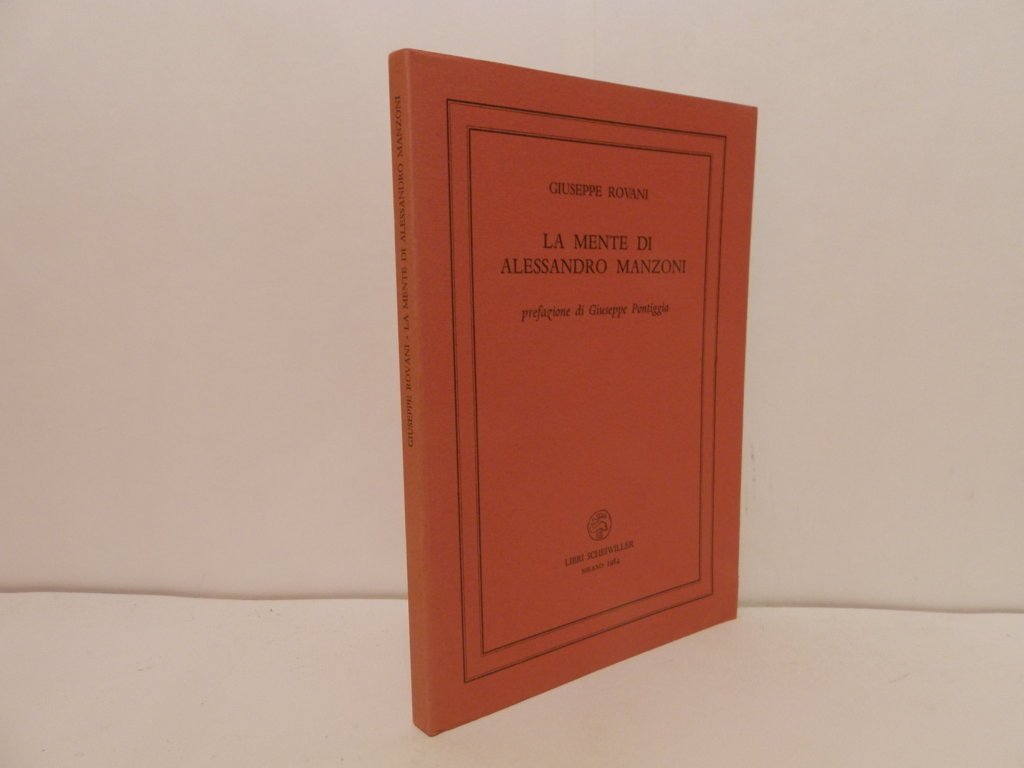 GIUSEPPE ROVANI - LA MENTE DI ALESSANDRO MANZONI
GIUSEPPE ROVANI
LA MENTE DI
ALESSANDRO MANZONI
prefazione di Giuseppe Pontiggia
LIBRI SCHEIWILLER
MILANO 1984